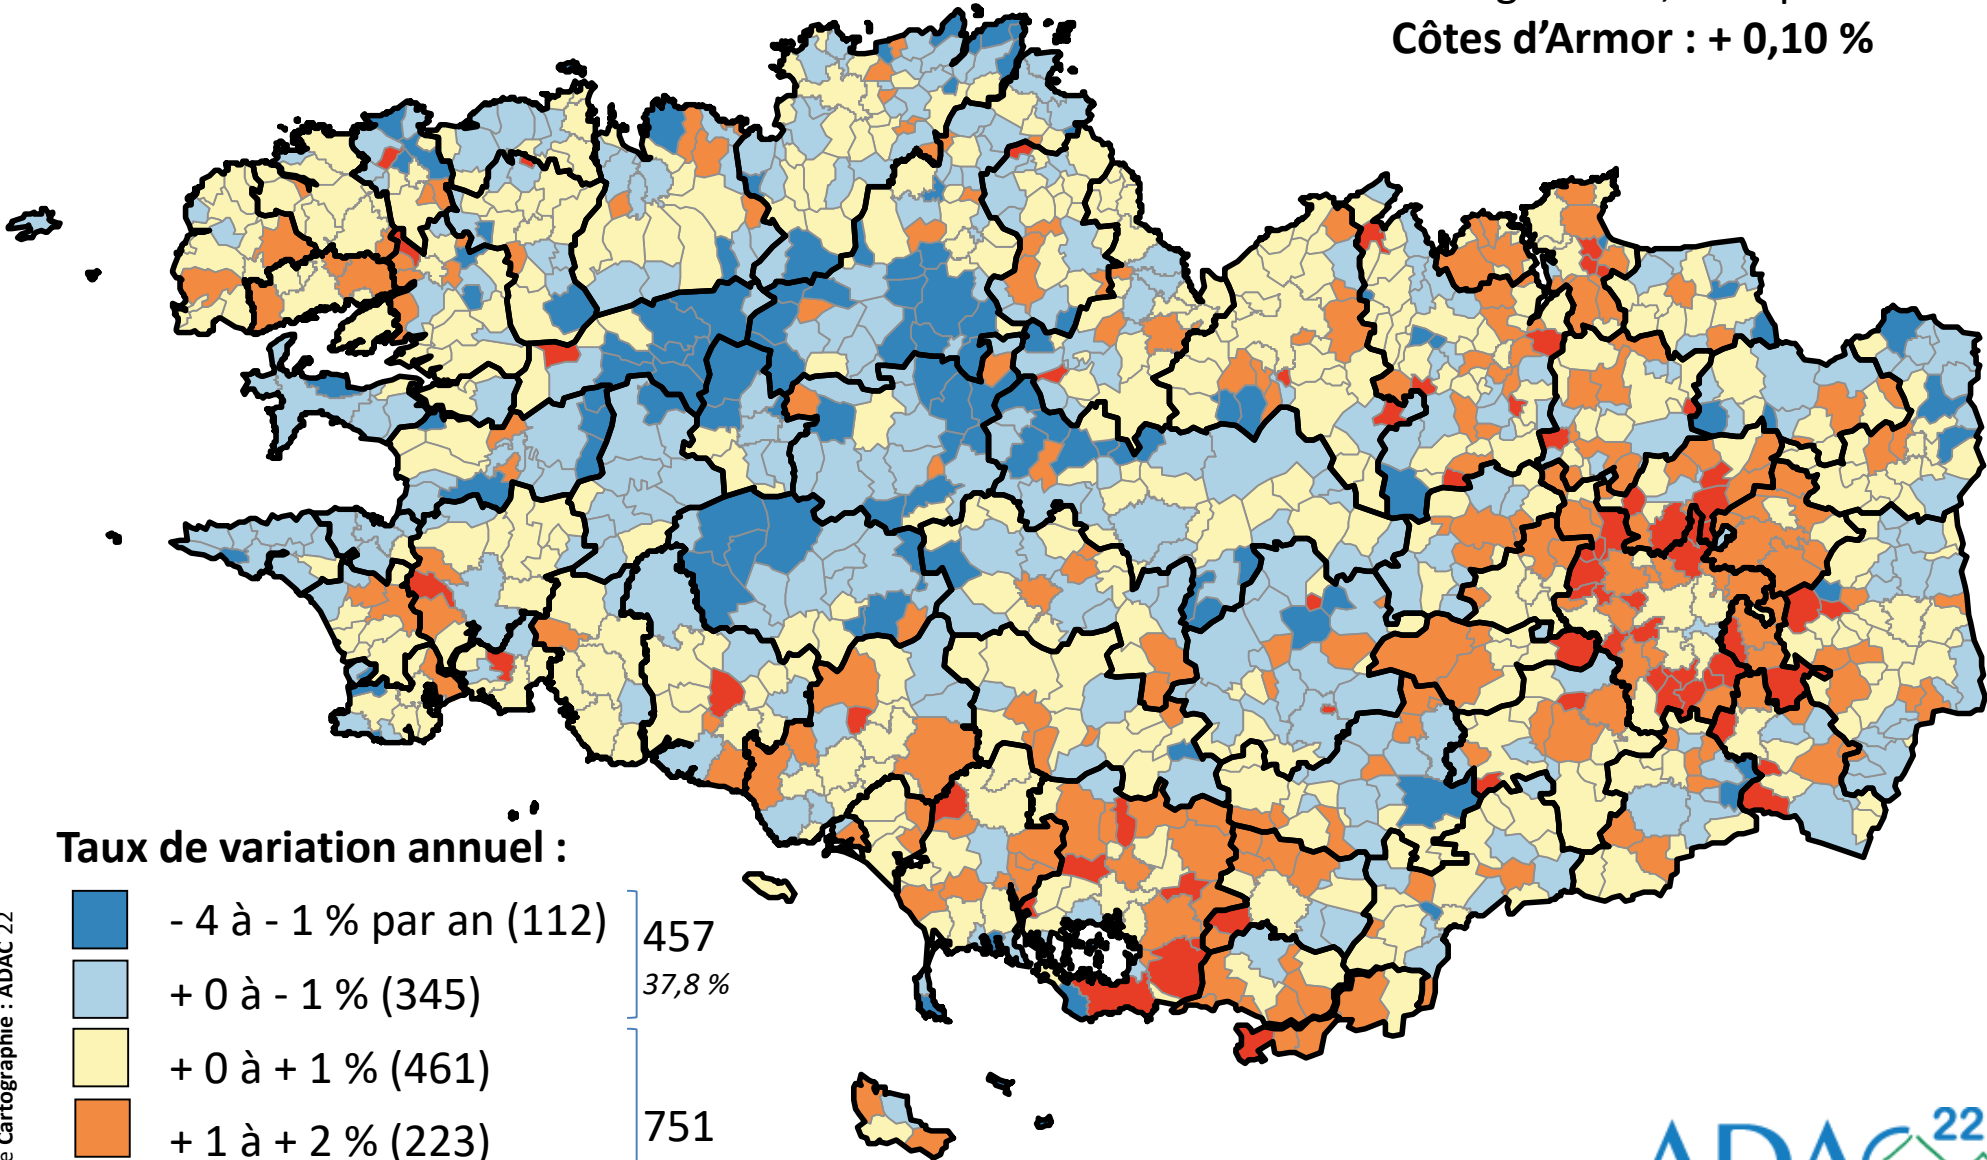 Côtes d’Armor : + 0,10 %
Taux de variation annuel :
- 4 à - 1 % par an (112)
+ 0 à - 1 % (345)
457
37,8 %
+ 0 à + 1 % (461)
+ 1 à + 2 % (223)
751
Cartographie : ADAC 22
ADAC 22